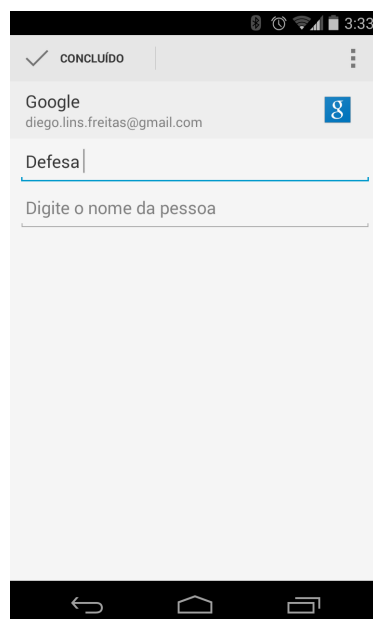 3:33
CONCLUÍDO
Google
diego.lins.freitas@gmail.com
g
Defesa
Digite o nome da pessoa